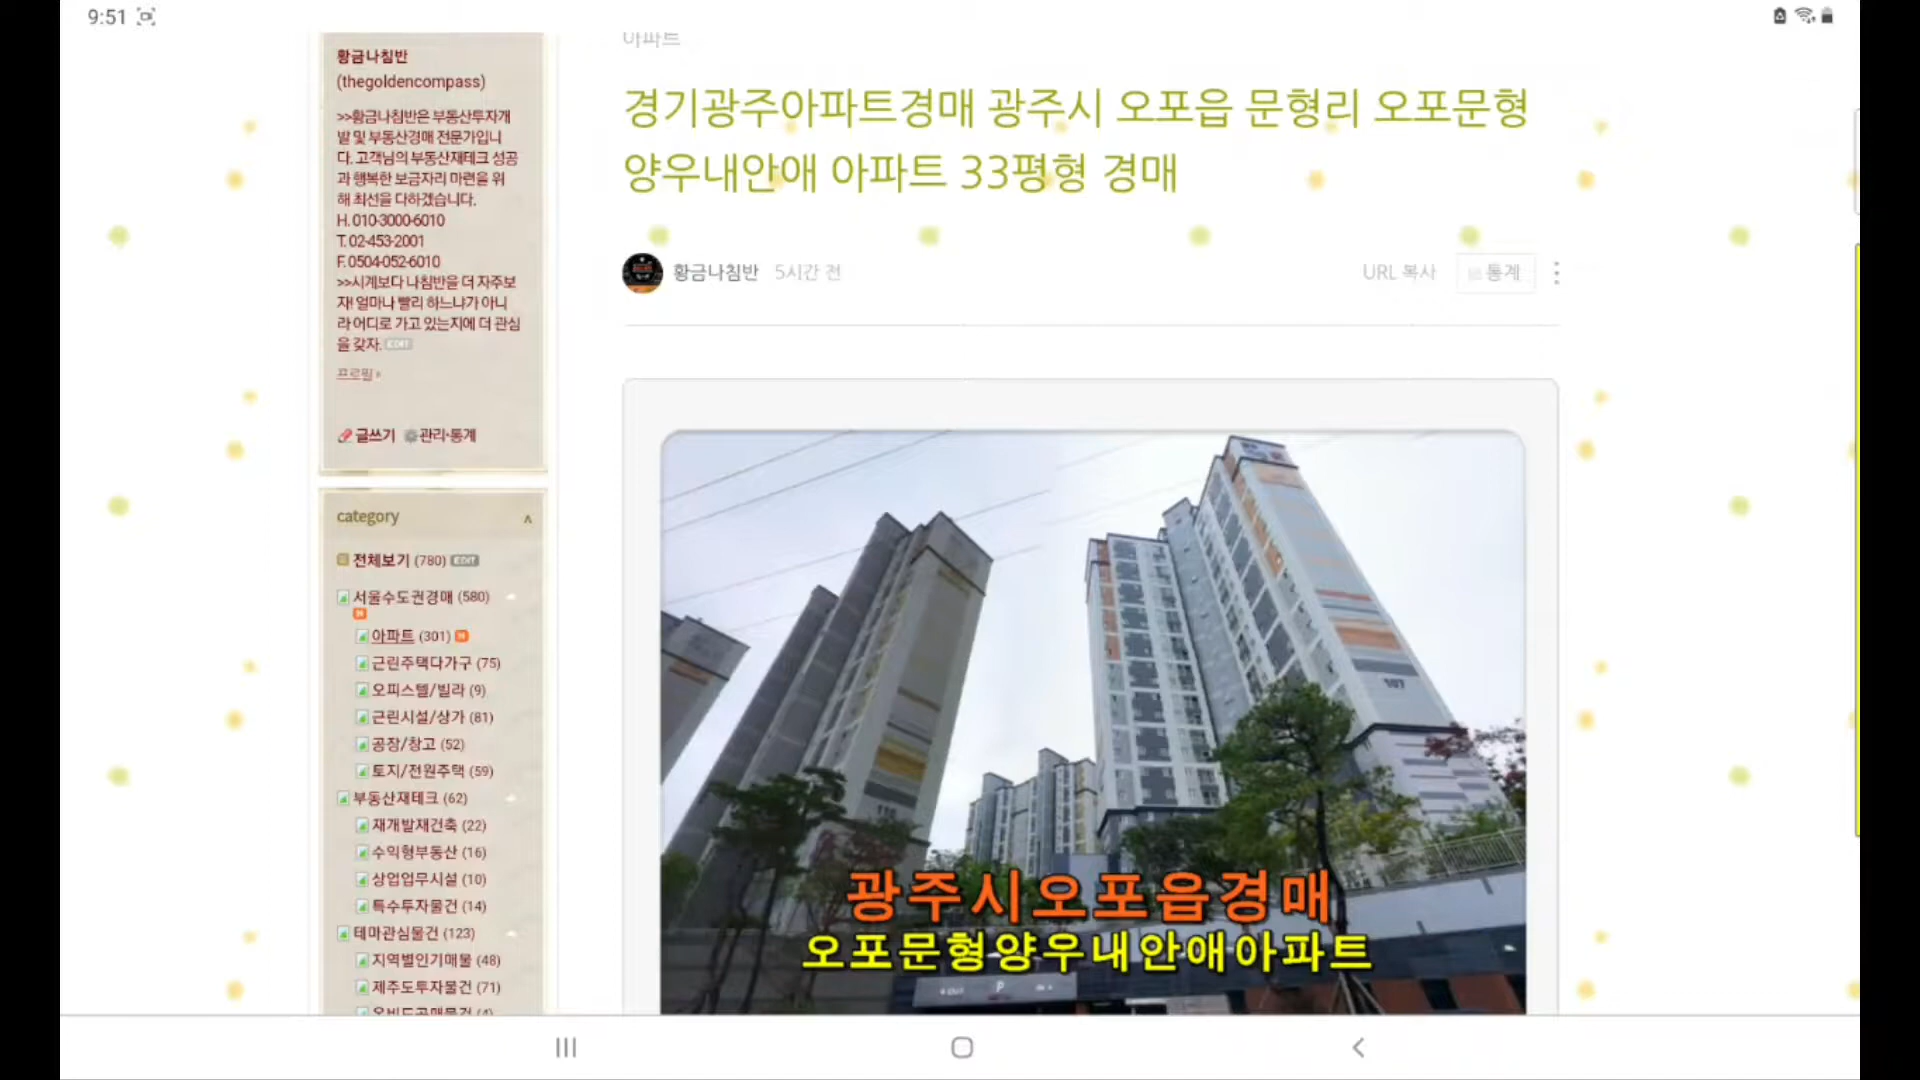 9:51
황금나침반
(thegoldencompass)
>>황금나침반은 부동산투자개
발 및 부동산경매 전문가입니
다. 고객님의 부동산재테크 성공
과 행복한 보금자리 마련을 위
해 최선을 다하겠습니다.
H. 010-3000-6010
T. 02-453-2001
F. 0504-052-6010
>>시계보다 나침반을 더 자주보
자! 얼마나 빨리 하느냐가 아니
라 어디로 가고 있는지에 더 관심
을 갖자. EDIT
프로필 »
글쓰기 관리·통계
category
전체보기 (780) EDIT
서울수도권경매 (580)
N
아파트 (301) N
근린주택다가구 (75)
오피스텔/빌라 (9)
근린시설/상가 (81)
공장/창고 (52)
토지/전원주택 (59)
부동산재테크 (62)
재개발재건축 (22)
수익형부동산 (16)
상업업무시설 (10)
특수투자물건 (14)
테마관심물건 (123)
지역별인기매물 (48)
제주도투자물건 (71)
아파트
경기광주아파트경매 광주시 오포읍 문형리 오포문형
양우내안애 아파트 33평형 경매
황금나침반 5시간 전
URL 복사 통계
107
광주시오포읍경매
오포문형양우내안애아파트
P